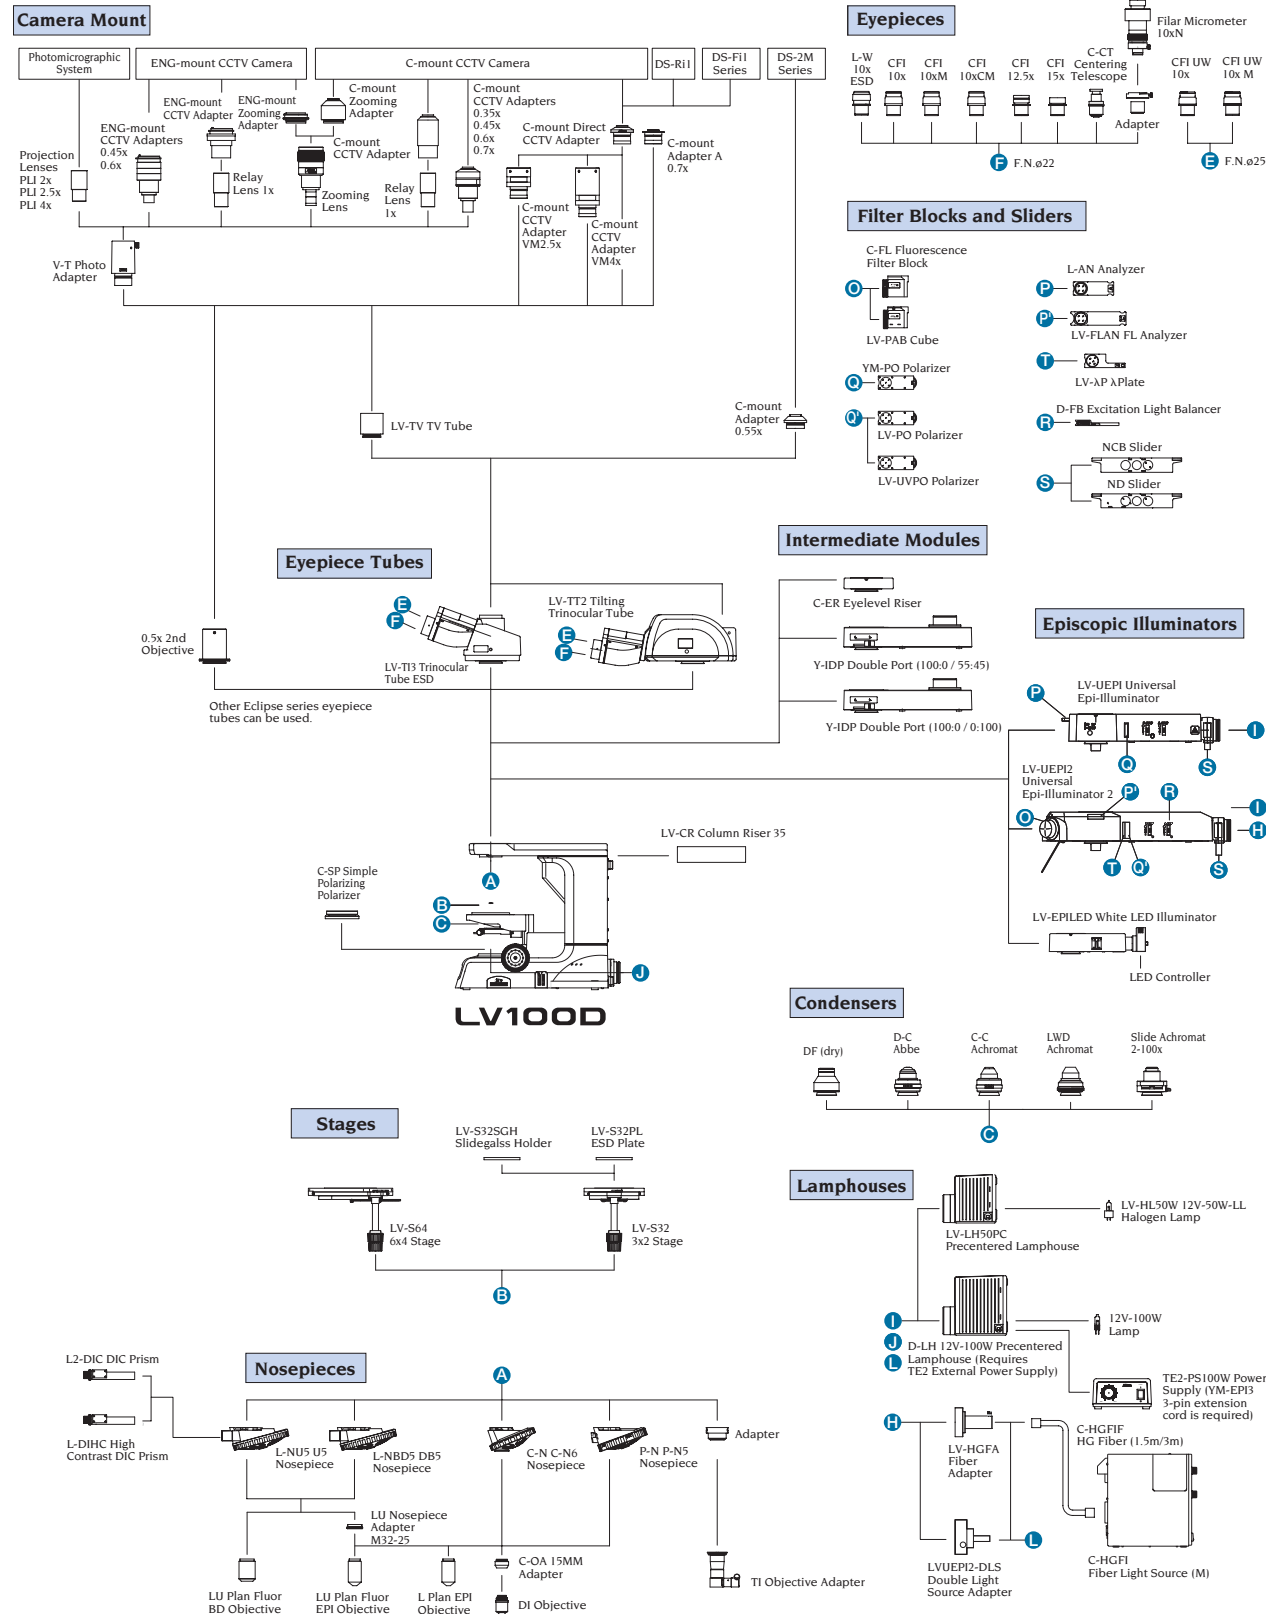 Camera Mount
Photomicrographic
System
ENG-mount CCTV Camera
C-mount CCTV Camera
DS-Ri1
DS-Fi1
Series
DS-2M
Series
Projection
Lenses
PLI 2x
PLI 2.5x
PLI 4x
ENG-mount
CCTV Adapters
0.45x
0.6x
ENG-mount
CCTV Adapter
Relay
Lens 1x
ENG-mount
Zooming
Adapter
C-mount
Zooming
Adapter
C-mount
CCTV Adapter
Zooming
Lens
Relay
Lens
1x
C-mount
CCTV Adapters
0.35x
0.45x
0.6x
0.7x
C-mount Direct
CCTV Adapter
C-mount
Adapter A
0.7x
C-mount
CCTV
Adapter
VM2.5x
C-mount
CCTV
Adapter
VM4x
V-T Photo
Adapter
LV-TV TV Tube
C-mount
Adapter
0.55x
Eyepieces
L-W
10x
ESD
CFI
10x
CFI
10xM
CFI
10xCM
CFI
12.5x
CFI
15x
C-CT
Centering
Telescope
Filar Micrometer
10xN
Adapter
CFI UW
10x
CFI UW
10x M
F F.N.ø22
E F.N.ø25
Filter Blocks and Sliders
C-FL Fluorescence
Filter Block
O
LV-PAB Cube
YM-PO Polarizer
Q
Q'
LV-PO Polarizer
LV-UVPO Polarizer
L-AN Analyzer
P
P'
LV-FLAN FL Analyzer
T
LV-λP λPlate
D-FB Excitation Light Balancer
R
NCB Slider
S
ND Slider
Eyepiece Tubes
0.5x 2nd
Objective
E
F
LV-TI3 Trinocular
Tube ESD
LV-TT2 Tilting
Trinocular Tube
E
F
Other Eclipse series eyepiece
tubes can be used.
Intermediate Modules
C-ER Eyelevel Riser
Y-IDP Double Port (100:0 / 55:45)
Y-IDP Double Port (100:0 / 0:100)
Episcopic Illuminators
LV-UEPI Universal
Epi-Illuminator
P
I
Q
S
LV-UEPI2
Universal
Epi-Illuminator 2
P'
R
I
O
H
T
Q'
S
LV-EPILED White LED Illuminator
LED Controller
LV-CR Column Riser 35
C-SP Simple
Polarizing
Polarizer
A
B
C
J
LV100D
Condensers
DF (dry)
D-C
Abbe
C-C
Achromat
LWD
Achromat
Slide Achromat
2-100x
C
Stages
LV-S32SGH
Slidegalss Holder
LV-S32PL
ESD Plate
LV-S64
6x4 Stage
LV-S32
3x2 Stage
B
Lamphouses
LV-LH50PC
Precentered Lamphouse
LV-HL50W 12V-50W-LL
Halogen Lamp
I
J
L
D-LH 12V-100W Precentered
Lamphouse (Requires
TE2 External Power Supply)
12V-100W
Lamp
TE2-PS100W Power
Supply (YM-EPI3
3-pin extension
cord is required)
H
LV-HGFA
Fiber
Adapter
C-HGFIF
HG Fiber (1.5m/3m)
L
LVUEPI2-DLS
Double Light
Source Adapter
C-HGFI
Fiber Light Source (M)
Nosepieces
L2-DIC DIC Prism
L-DIHC High
Contrast DIC Prism
A
L-NU5 U5
Nosepiece
L-NBD5 DB5
Nosepiece
C-N C-N6
Nosepiece
P-N P-N5
Nosepiece
Adapter
LU Nosepiece
Adapter
M32-25
C-OA 15MM
Adapter
TI Objective Adapter
LU Plan Fluor
BD Objective
LU Plan Fluor
EPI Objective
L Plan EPI
Objective
DI Objective